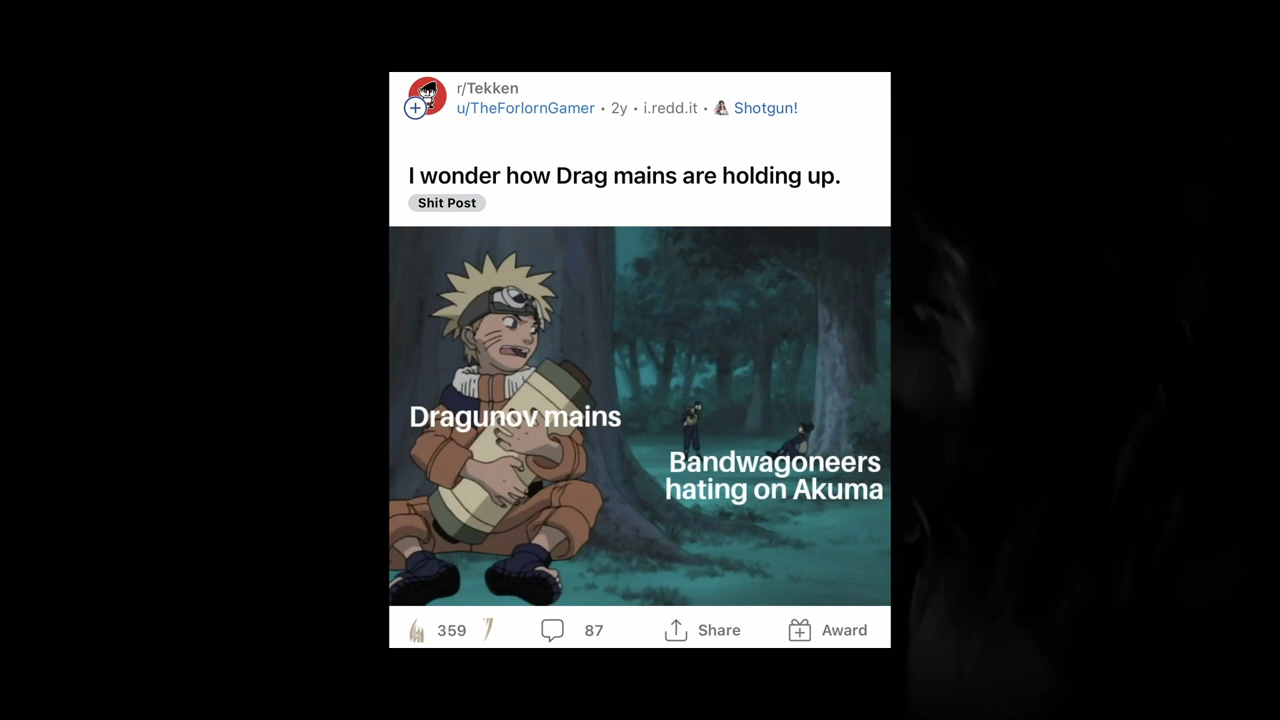 r/Tekken
u/TheForlornGamer • 2y • i.redd.it • Shotgun!
I wonder how Drag mains are holding up.
Shit Post
Dragunov mains
Bandwagoneers
hating on Akuma
359
87
Share
Award